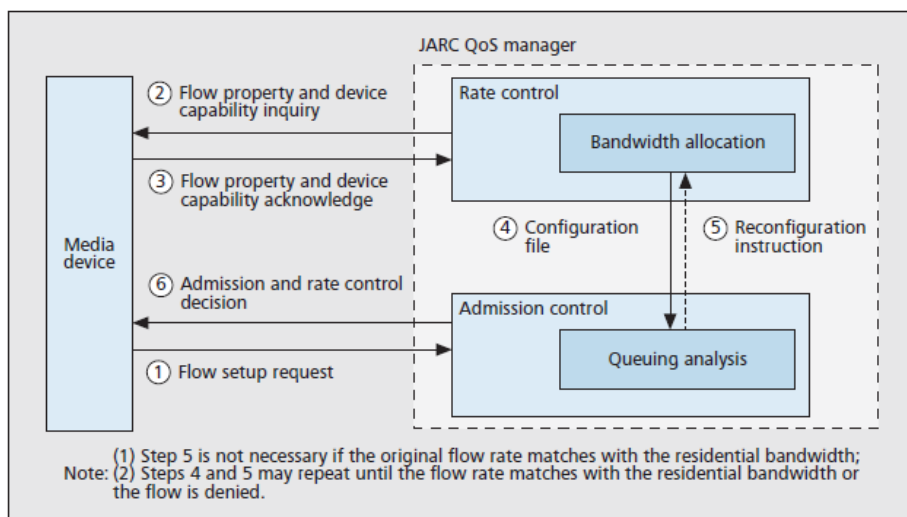 JARC QoS manager
② Flow property and device
capability inquiry
Rate control
Bandwidth allocation
③ Flow property and device
capability acknowledge
④ Configuration
file
⑤ Reconfiguration
instruction
Media
device
⑥ Admission and rate control
decision
Admission control
Queuing analysis
① Flow setup request
(1) Step 5 is not necessary if the original flow rate matches with the residential bandwidth;
Note: (2) Steps 4 and 5 may repeat until the flow rate matches with the residential bandwidth or
the flow is denied.